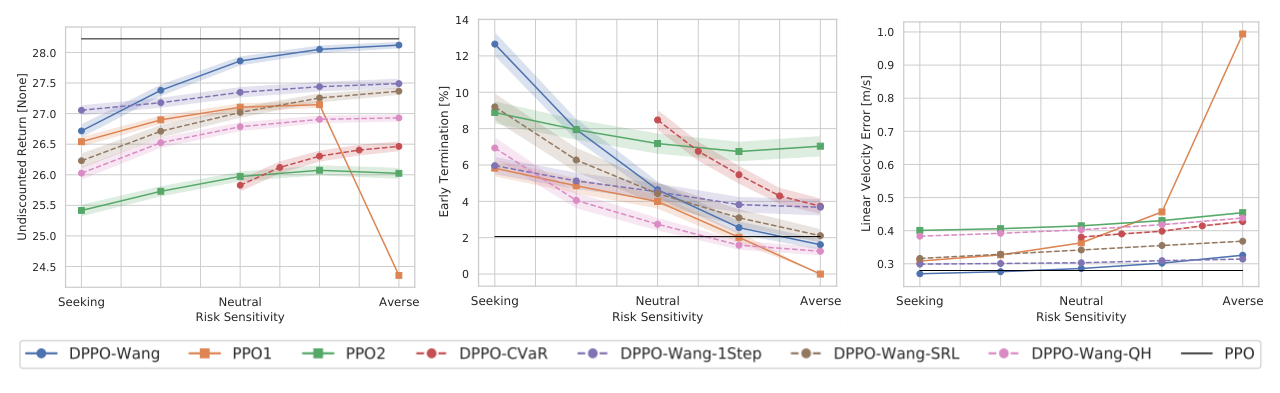 Undiscounted Return [None]
28.0
27.5
27.0
26.5
26.0
25.5
25.0
24.5
Seeking Neutral Averse
Risk Sensitivity
Early Termination [%]
14
12
10
8
6
4
2
0
Seeking Neutral Averse
Risk Sensitivity
Linear Velocity Error [m/s]
1.0
0.9
0.8
0.7
0.6
0.5
0.4
0.3
Seeking Neutral Averse
Risk Sensitivity
DPPO-Wang PPO1 PPO2 DPPO-CVaR DPPO-Wang-1Step DPPO-Wang-SRL DPPO-Wang-QH PPO